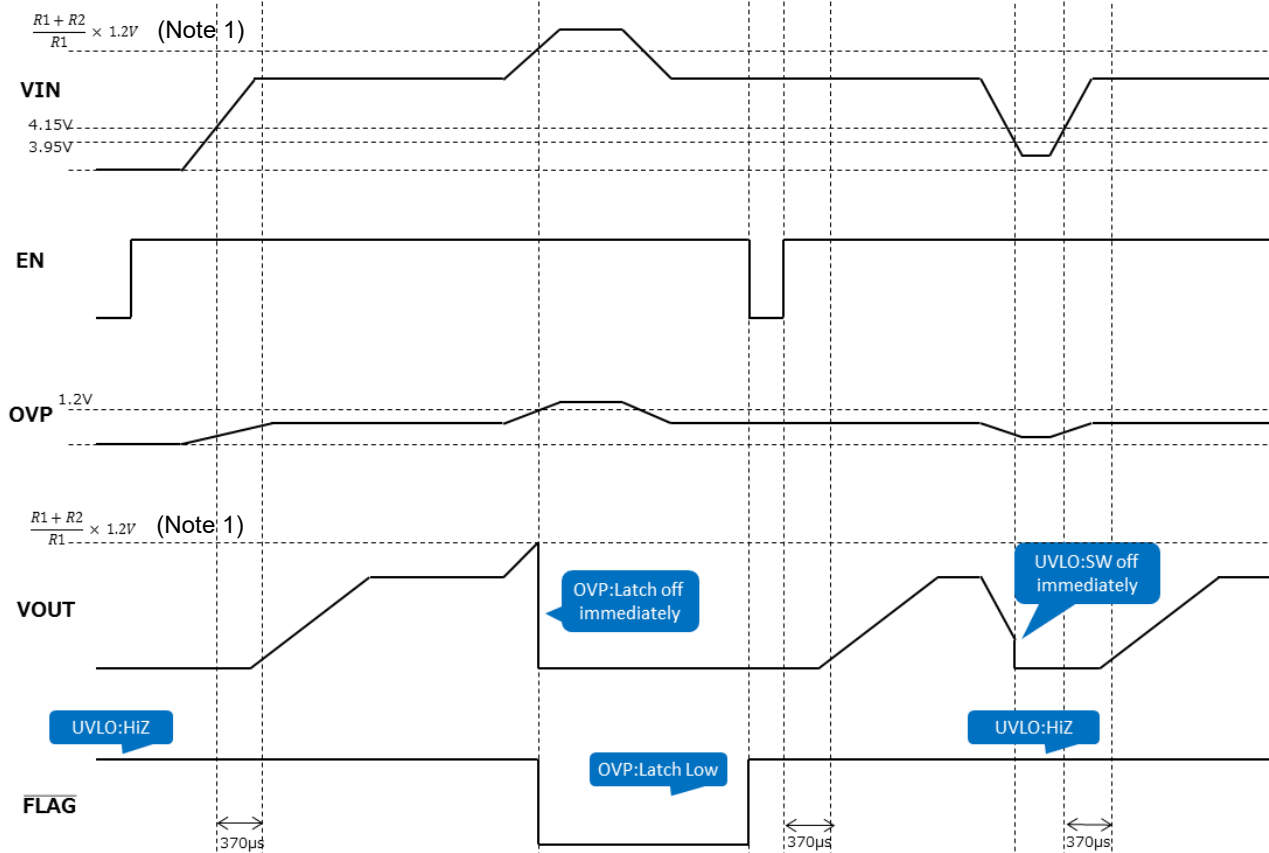 R1 + R2
R1
× 1.2V (Note 1)
VIN
4.15V
3.95V
EN
OVP 1.2V
R1 + R2
R1
× 1.2V (Note 1)
OVP:Latch off
immediately
UVLO:SW off
immediately
VOUT
UVLO:HiZ
UVLO:HiZ
OVP:Latch Low
FLAG
370µs
370µs
370µs